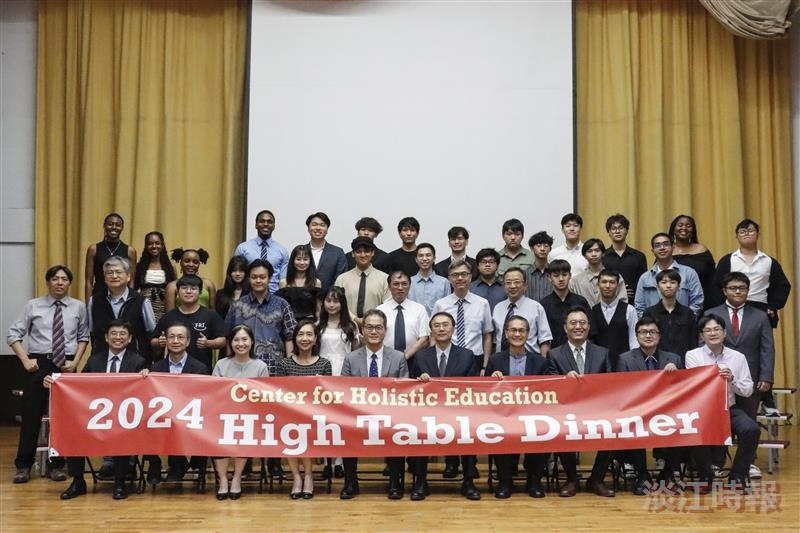 2024
Center for Holistic Education
High Table Dinner
淡江時報